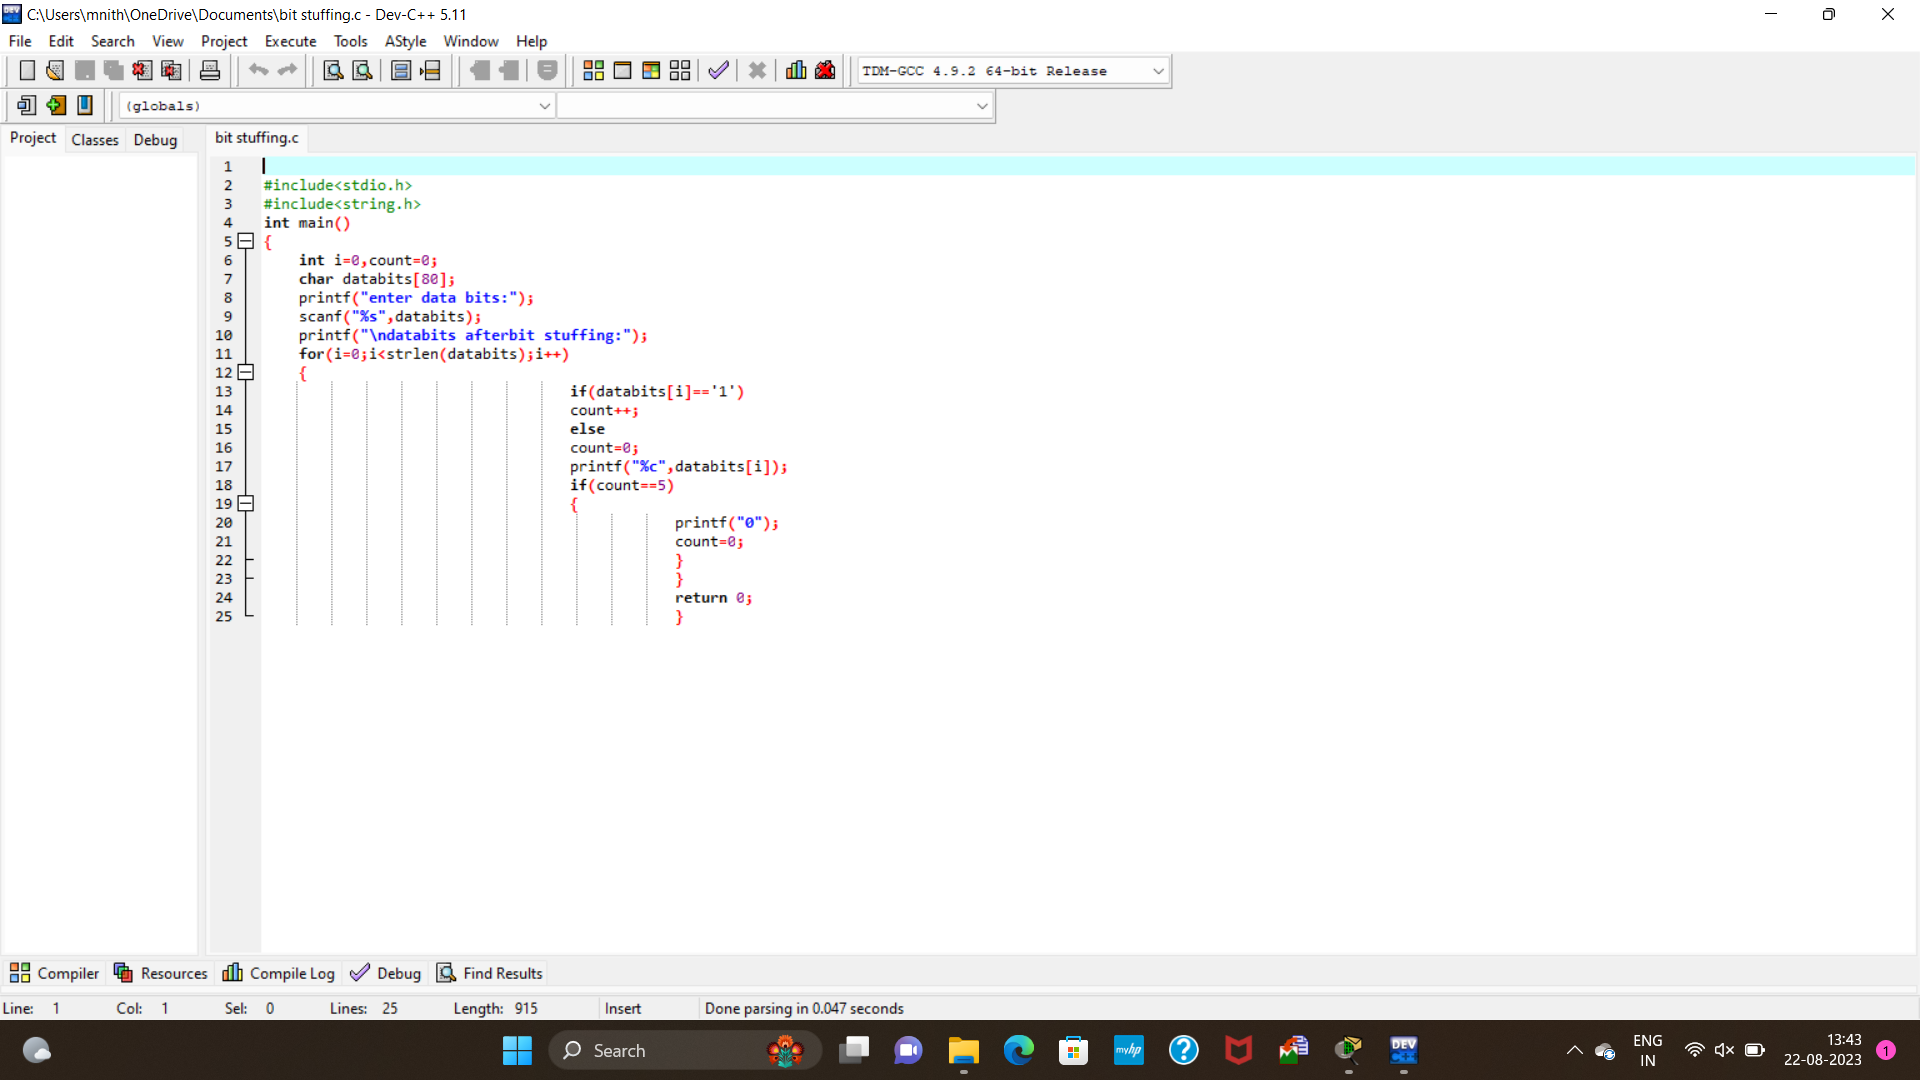 C:\Users\mnith\OneDrive\Documents\bit stuffing.c - Dev-C++ 5.11
File Edit Search View Project Execute Tools AStyle Window Help
TDM-GCC 4.9.2 64-bit Release
(globals)
Project Classes Debug bit stuffing.c
1
2 #include<stdio.h>
3 #include<string.h>
4 int main()
5 {
6 int i=0,count=0;
7 char databits[80];
8 printf("enter data bits:");
9 scanf("%s",databits);
10 printf("\ndatabits afterbit stuffing:");
11 for(i=0;i<strlen(databits);i++)
12 {
13 if(databits[i]=='1')
14 count++;
15 else
16 count=0;
17 printf("%c",databits[i]);
18 if(count==5)
19 {
20 printf("0");
21 count=0;
22 }
23 }
24 return 0;
25 }
Compiler Resources Compile Log Debug Find Results
Line: 1 Col: 1 Sel: 0 Lines: 25 Length: 915 Insert Done parsing in 0.047 seconds
Search
myhp
DEV
C++
ENG
IN
13:43
22-08-2023
1